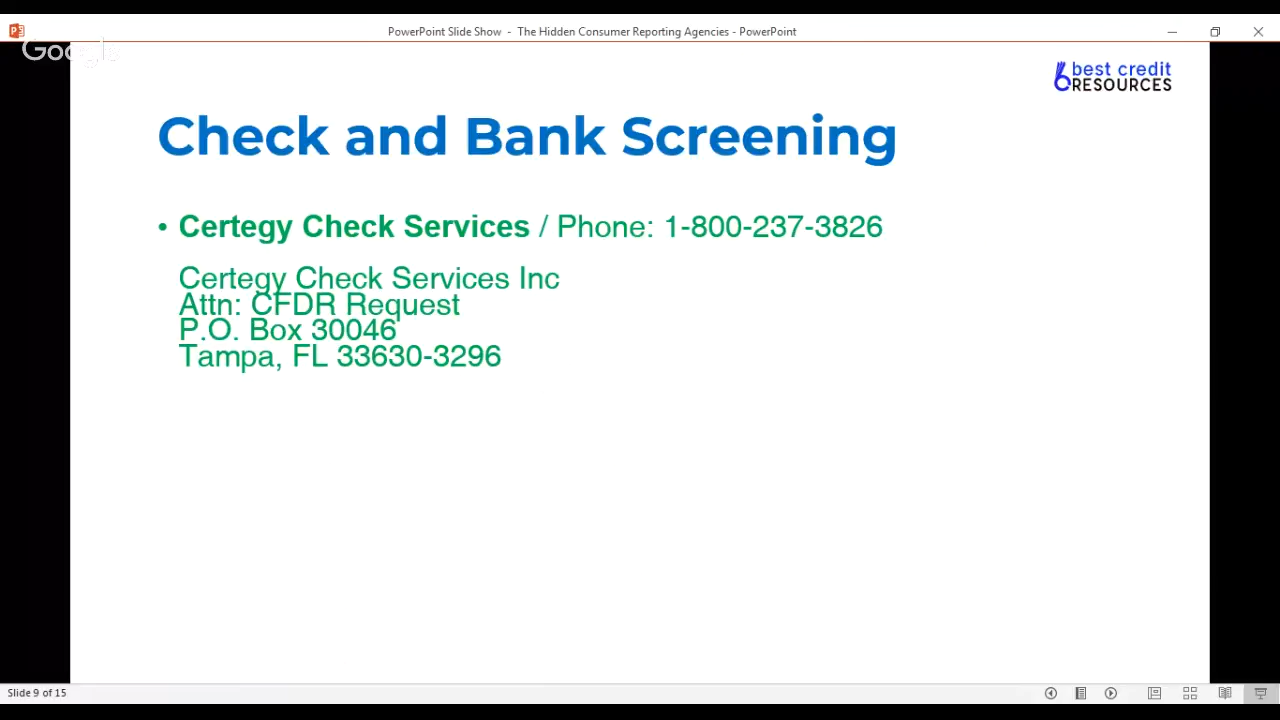 PowerPoint Slide Show - The Hidden Consumer Reporting Agencies - PowerPoint
Google
best credit
RESOURCES
Check and Bank Screening
• Certegy Check Services / Phone: 1-800-237-3826
Certegy Check Services Inc
Attn: CFDR Request
P.O. Box 30046
Tampa, FL 33630-3296
Slide 9 of 15